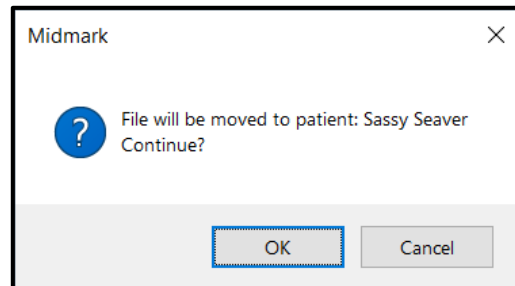 Midmark
File will be moved to patient: Sassy Seaver
Continue?
OK
Cancel